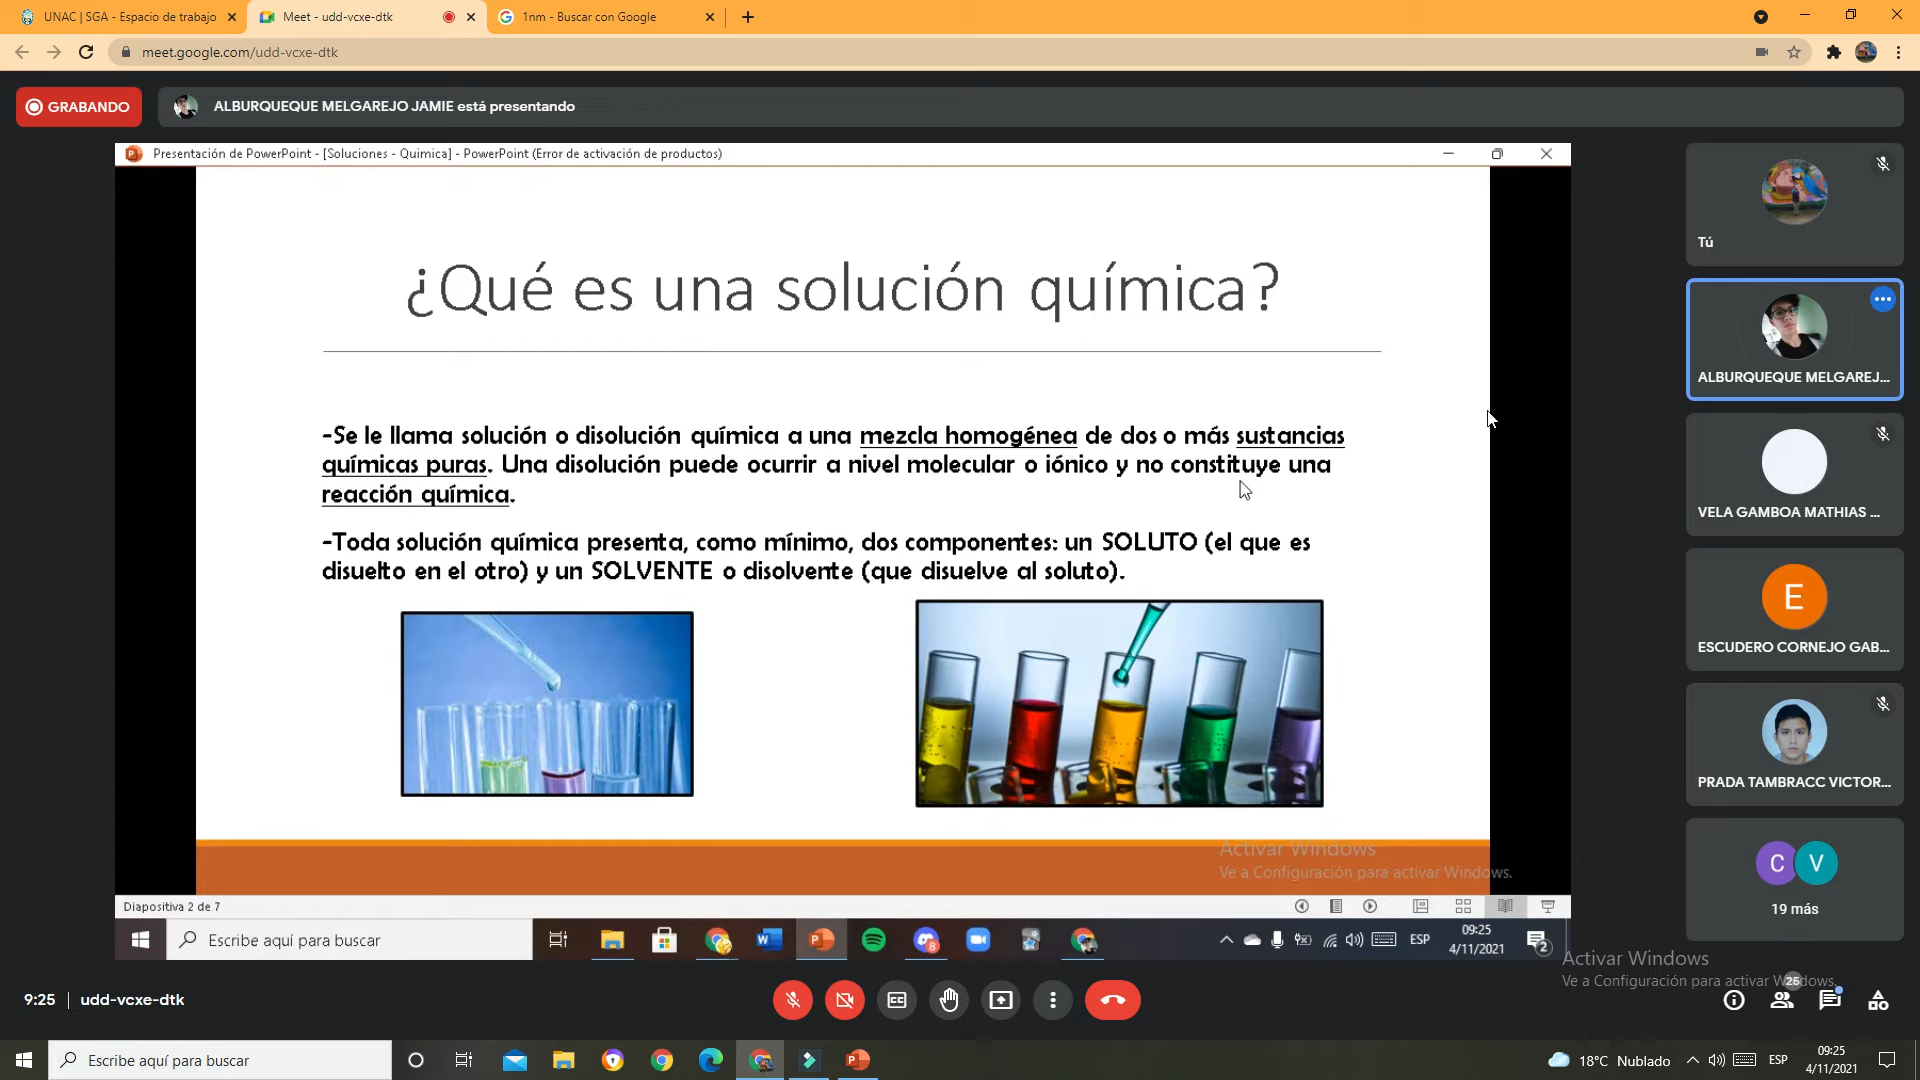 UNAC | SGA - Espacio de trabajo
Meet - udd-vcxe-dtk
1nm - Buscar con Google
meet.google.com/udd-vcxe-dtk
GRABANDO
ALBURQUEQUE MELGAREJO JAMIE está presentando
Presentación de PowerPoint - [Soluciones - Quimica] - PowerPoint (Error de activación de productos)
¿Qué es una solución química?
-Se le llama solución o disolución química a una mezcla homogénea de dos o más sustancias
químicas puras. Una disolución puede ocurrir a nivel molecular o iónico y no constituye una
reacción química.
-Toda solución química presenta, como mínimo, dos componentes: un SOLUTO (el que es
disuelto en el otro) y un SOLVENTE o disolvente (que disuelve al soluto).
Activar Windows
Ve a Configuración para activar Windows.
Diapositiva 2 de 7
Escribe aquí para buscar
8
ESP
09:25
4/11/2021
2
Tú
ALBURQUEQUE MELGAREJ...
VELA GAMBOA MATHIAS ...
E
ESCUDERO CORNEJO GAB...
PRADA TAMBRACC VICTOR...
C
V
19 más
Activar Windows
Ve a Configuración para activar Windows.
9:25 | udd-vcxe-dtk
25
Escribe aquí para buscar
18°C Nublado
ESP
09:25
4/11/2021